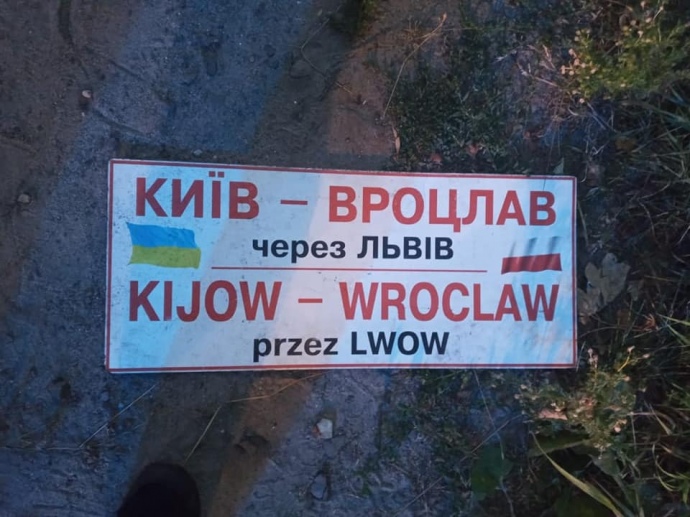 КИЇВ – ВРОЦЛАВ
через ЛЬВІВ
KIJOW – WROCLAW
przez LWOW